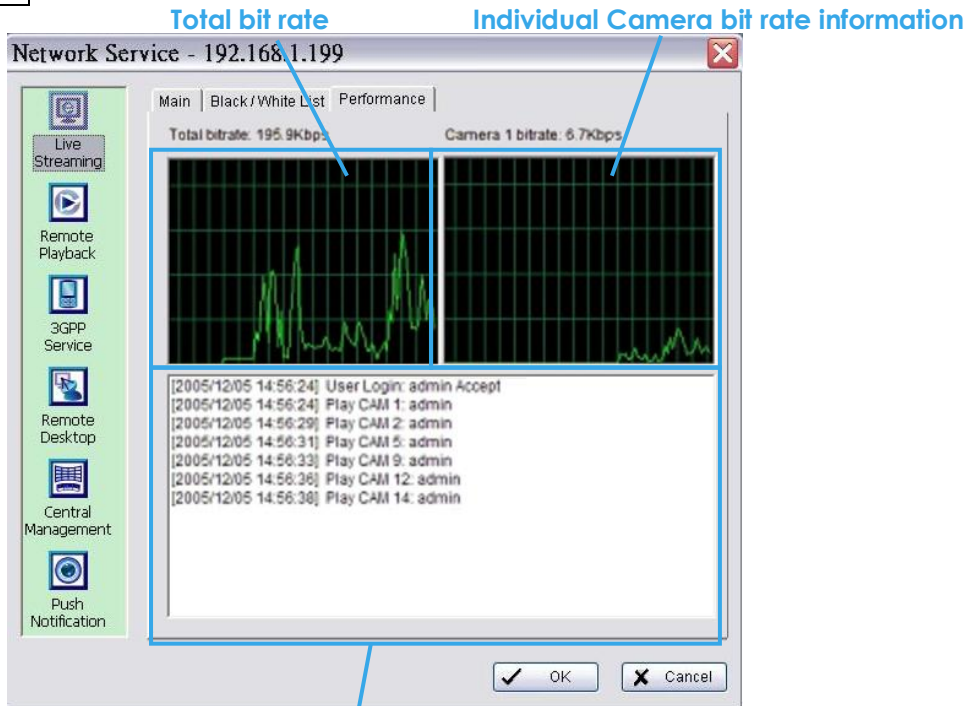 Total bit rate
Individual Camera bit rate information
Network Service - 192.168.1.199
Live
Streaming
Remote
Playback
3GPP
Service
Remote
Desktop
Central
Management
Push
Notification
Main
Black / White List
Performance
Total bitrate: 195.9Kbps
Camera 1 bitrate: 6.7Kbps
[2005/12/05 14:56:24] User Login: admin Accept
[2005/12/05 14:56:24] Play CAM 1: admin
[2005/12/05 14:56:29] Play CAM 2: admin
[2005/12/05 14:56:31] Play CAM 5: admin
[2005/12/05 14:56:33] Play CAM 9: admin
[2005/12/05 14:56:36] Play CAM 12: admin
[2005/12/05 14:56:38] Play CAM 14: admin
OK
Cancel